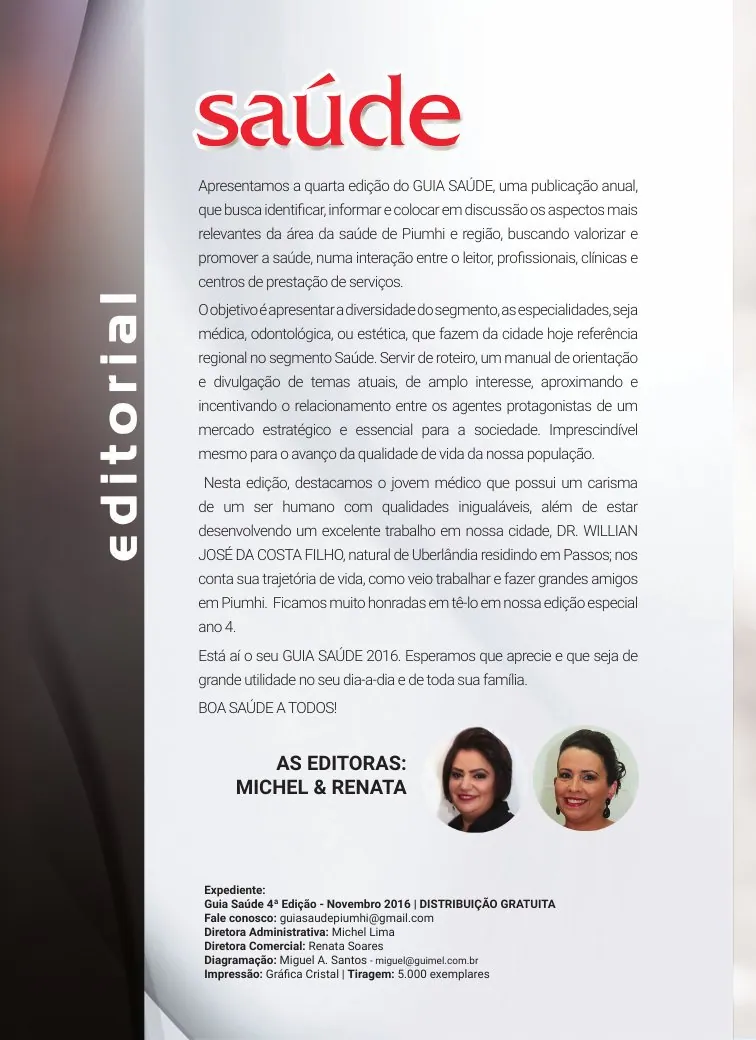 saúde
Apresentamos a quarta edição do GUIA SAÚDE, uma publicação anual,
que busca identificar, informar e colocar em discussão os aspectos mais
relevantes da área da saúde de Piumhi e região, buscando valorizar e
promover a saúde, numa interação entre o leitor, profissionais, clínicas e
centros de prestação de serviços.
O objetivo é apresentar a diversidade do segmento, as especialidades, seja
médica, odontológica, ou estética, que fazem da cidade hoje referência
regional no segmento Saúde. Servir de roteiro, um manual de orientação
e divulgação de temas atuais, de amplo interesse, aproximando e
incentivando o relacionamento entre os agentes protagonistas de um
mercado estratégico e essencial para a sociedade. Imprescindível
mesmo para o avanço da qualidade de vida da nossa população.
Nesta edição, destacamos o jovem médico que possui um carisma
de um ser humano com qualidades inigualáveis, além de estar
desenvolvendo um excelente trabalho em nossa cidade, DR. WILLIAN
JOSÉ DA COSTA FILHO, natural de Uberlândia residindo em Passos; nos
conta sua trajetória de vida, como veio trabalhar e fazer grandes amigos
em Piumhi. Ficamos muito honradas em tê-lo em nossa edição especial
ano 4.
Está aí o seu GUIA SAÚDE 2016. Esperamos que aprecie e que seja de
grande utilidade no seu dia-a-dia e de toda sua família.
BOA SAÚDE A TODOS!
editorial
AS EDITORAS:
MICHEL & RENATA
Expediente:
Guia Saúde 4ª Edição - Novembro 2016 | DISTRIBUIÇÃO GRATUITA
Fale conosco: guiasaudepiumhi@gmail.com
Diretora Administrativa: Michel Lima
Diretora Comercial: Renata Soares
Diagramação: Miguel A. Santos - miguel@guimel.com.br
Impressão: Gráfica Cristal | Tiragem: 5.000 exemplares